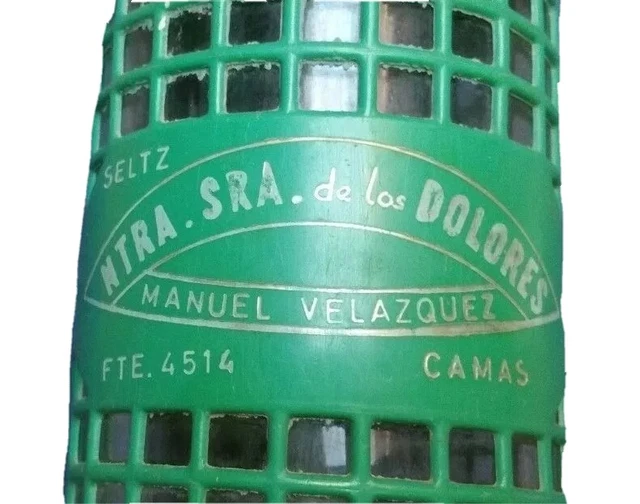 SELTZ
NTRA. SRA. de los DOLORES
MANUEL VELAZQUEZ
FTE. 4514 CAMAS